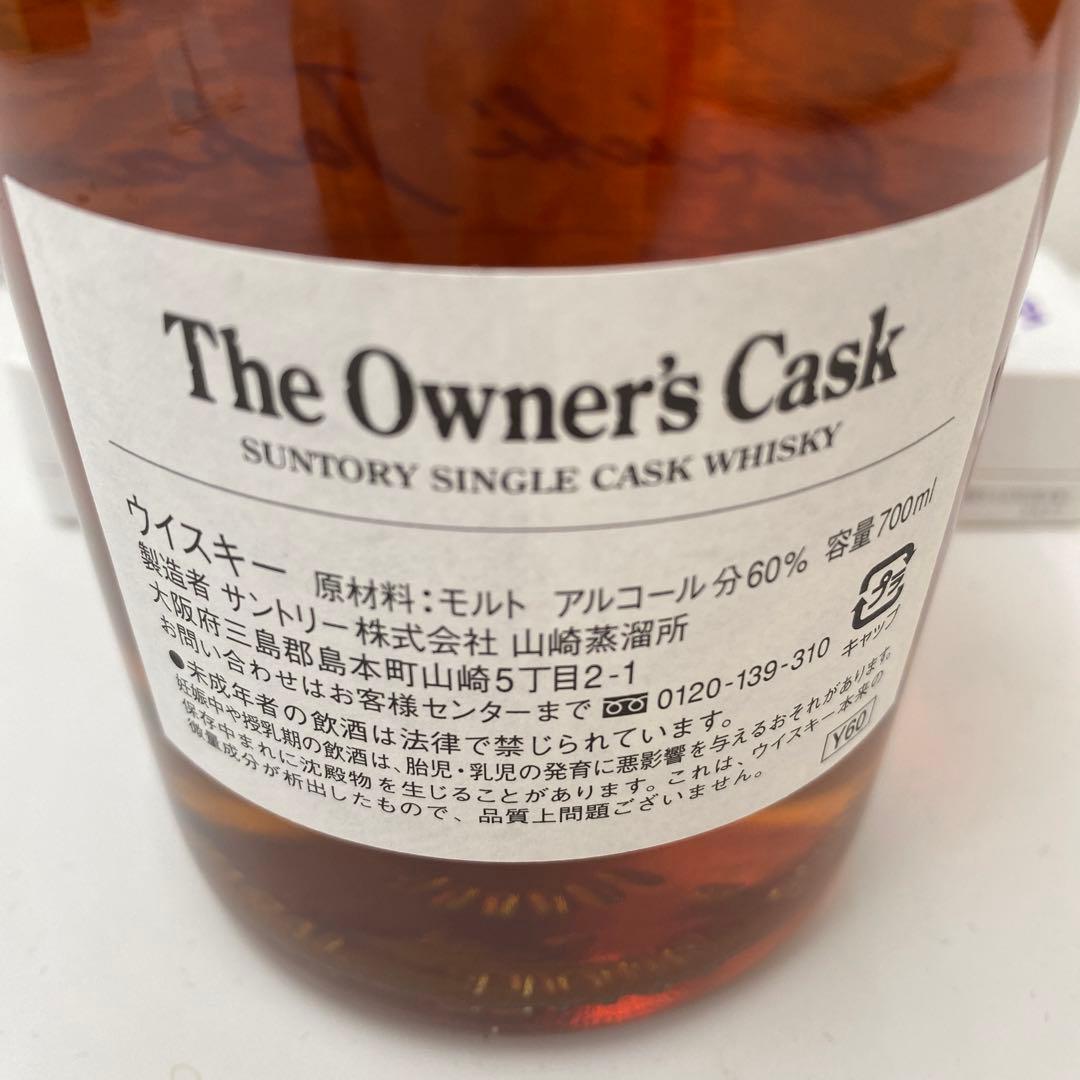 The Owner's Cask
SUNTORY SINGLE CASK WHISKY
ウイスキー 原材料:モルト アルコール分60% 容量700ml
製造者 サントリー株式会社 山崎蒸溜所
大阪府三島郡島本町山崎5丁目2-1
お問い合わせはお客様センターまで 0120-139-310
プラ
キャップ
●未成年者の飲酒は法律で禁じられています。
妊娠中や授乳期の飲酒は、胎児・乳児の発育に悪影響を与えるおそれがあります。
保存中まれに沈殿物を生じることがあります。これは、ウイスキー本来の
微量成分が析出したもので、品質上問題ございません。
Y60